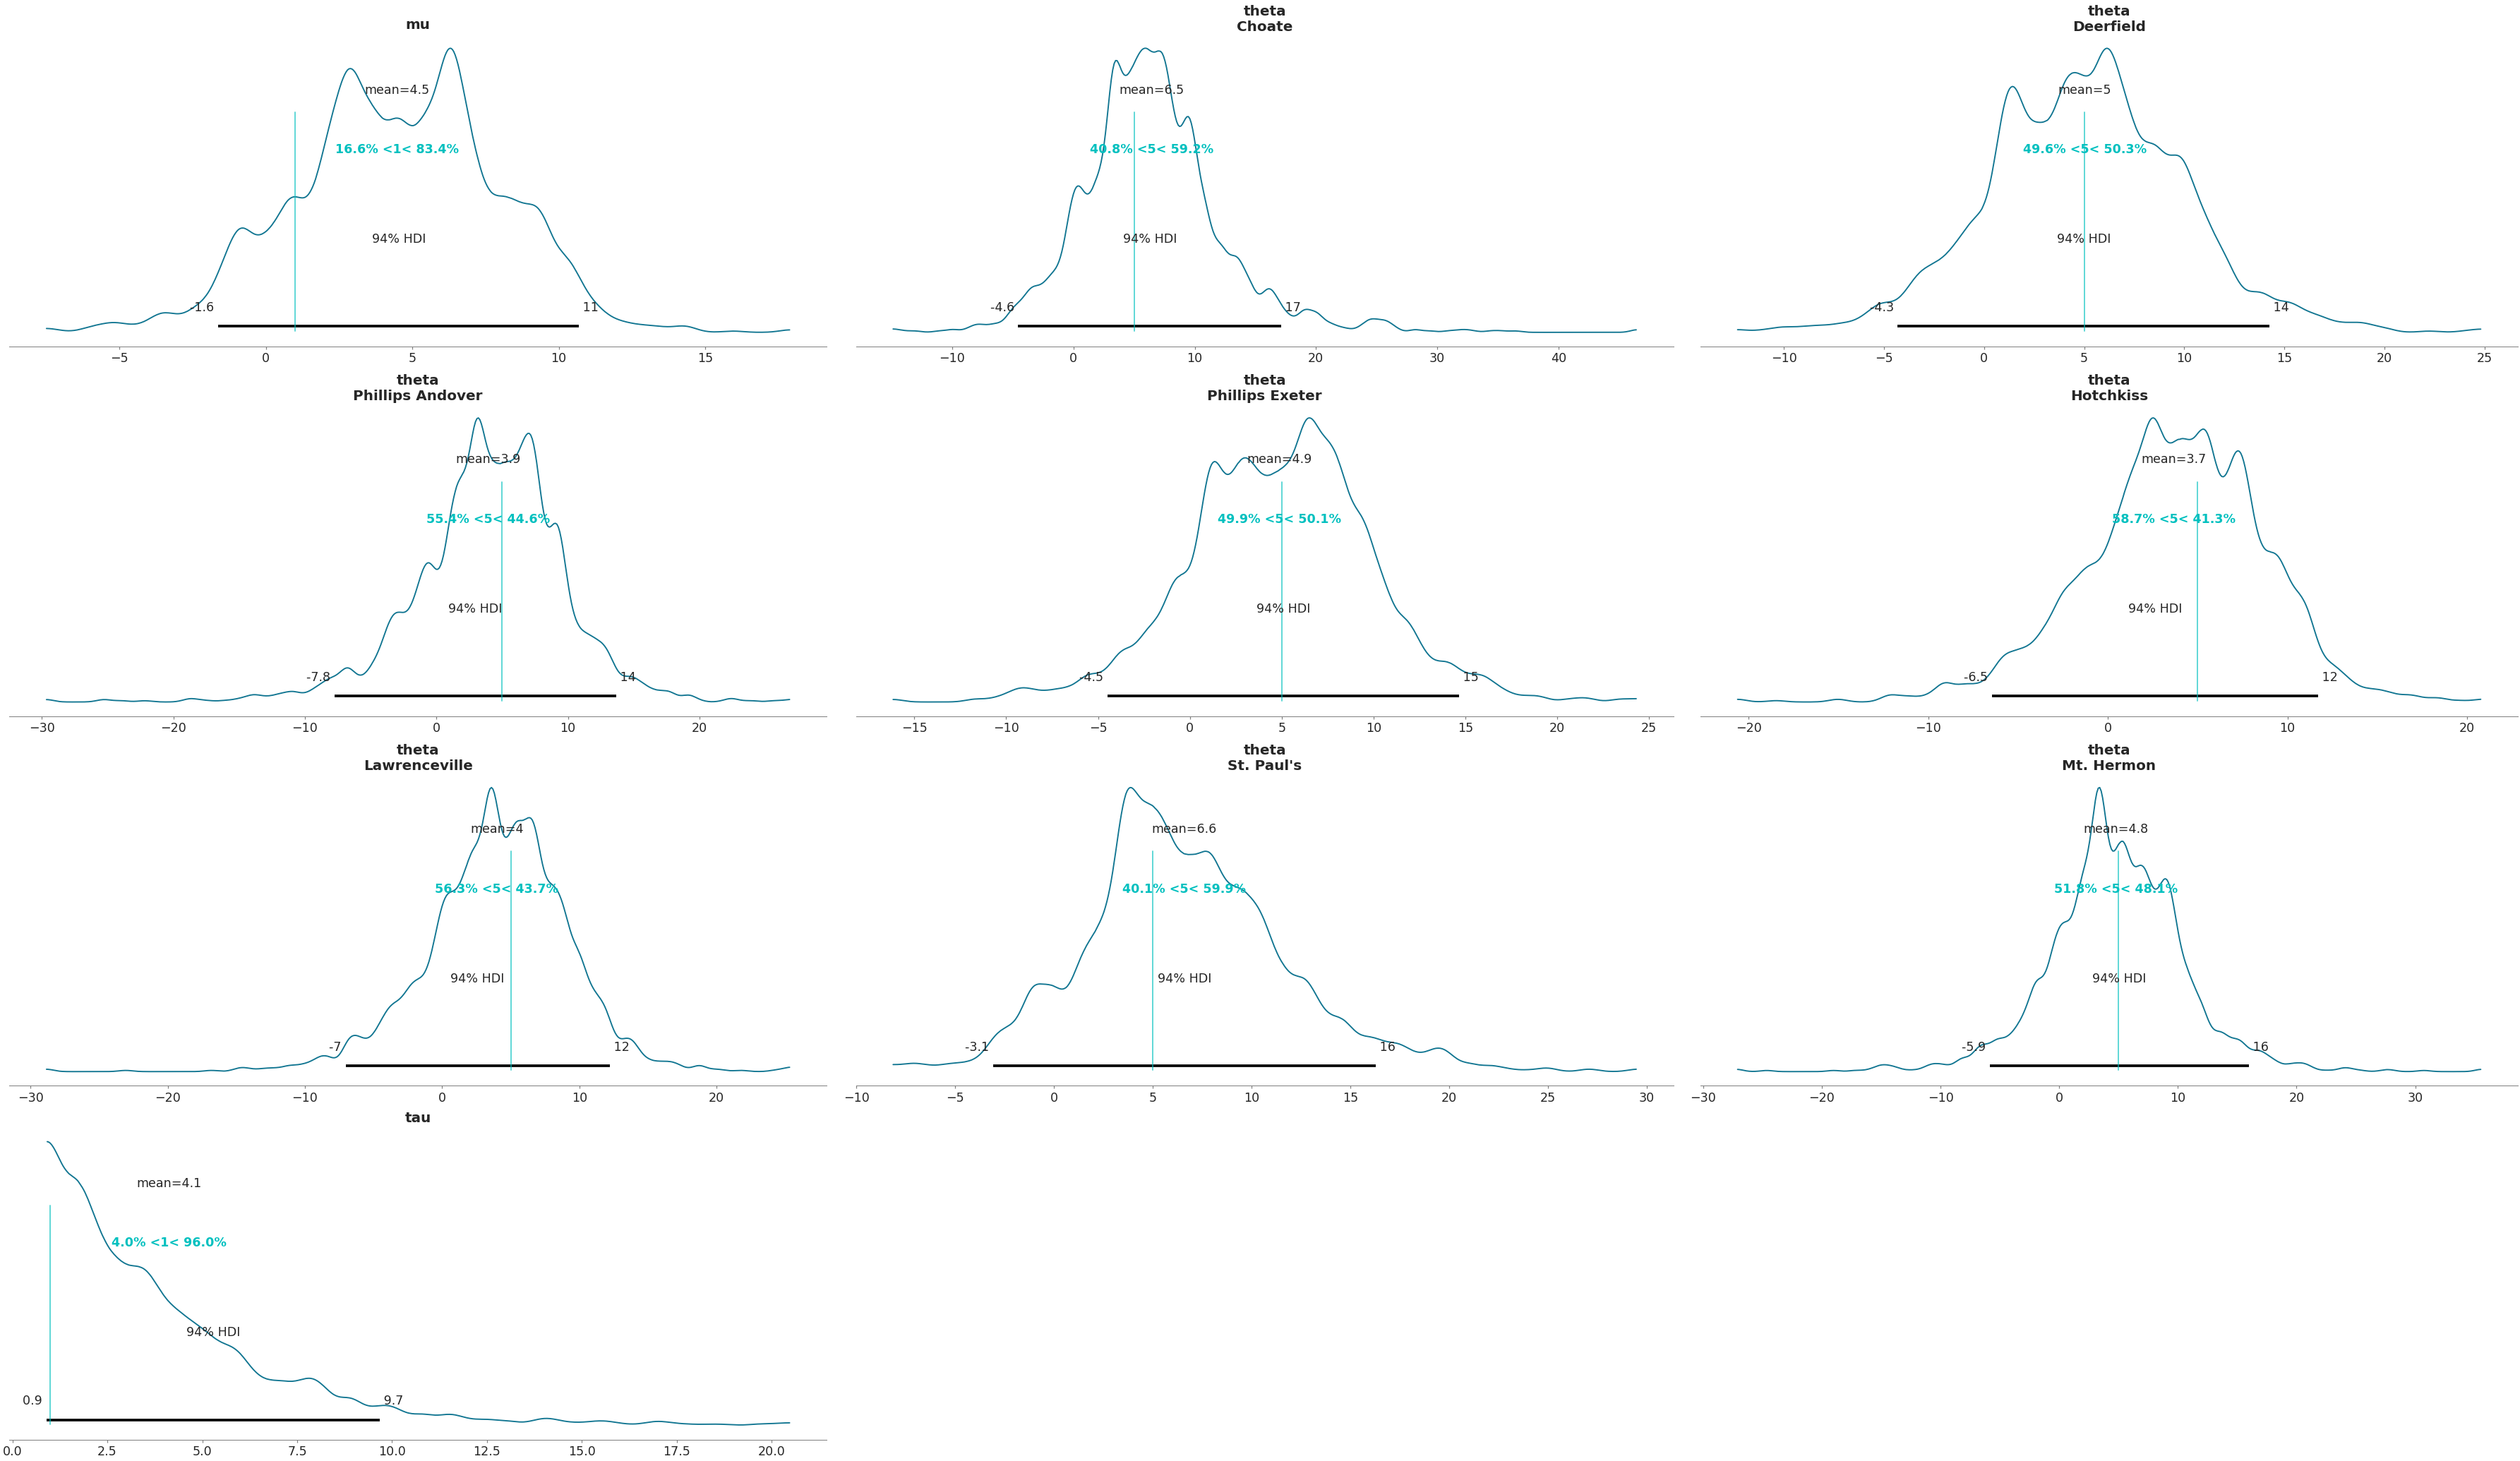 mu
mean=4.5
16.6% <1< 83.4%
94% HDI
-1.6
11
−5
0
5
10
15
theta
Choate
mean=6.5
40.8% <5< 59.2%
94% HDI
-4.6
17
−10
0
10
20
30
40
theta
Deerfield
mean=5
49.6% <5< 50.3%
94% HDI
-4.3
14
−10
−5
0
5
10
15
20
25
theta
Phillips Andover
mean=3.9
55.4% <5< 44.6%
94% HDI
-7.8
14
−30
−20
−10
0
10
20
theta
Phillips Exeter
mean=4.9
49.9% <5< 50.1%
94% HDI
-4.5
15
−15
−10
−5
0
5
10
15
20
25
theta
Hotchkiss
mean=3.7
58.7% <5< 41.3%
94% HDI
-6.5
12
−20
−10
0
10
20
theta
Lawrenceville
mean=4
56.3% <5< 43.7%
94% HDI
-7
12
−30
−20
−10
0
10
20
theta
St. Paul's
mean=6.6
40.1% <5< 59.9%
94% HDI
-3.1
16
−10
−5
0
5
10
15
20
25
30
theta
Mt. Hermon
mean=4.8
51.8% <5< 48.1%
94% HDI
-5.9
16
−30
−20
−10
0
10
20
30
tau
mean=4.1
4.0% <1< 96.0%
94% HDI
0.9
9.7
0.0
2.5
5.0
7.5
10.0
12.5
15.0
17.5
20.0